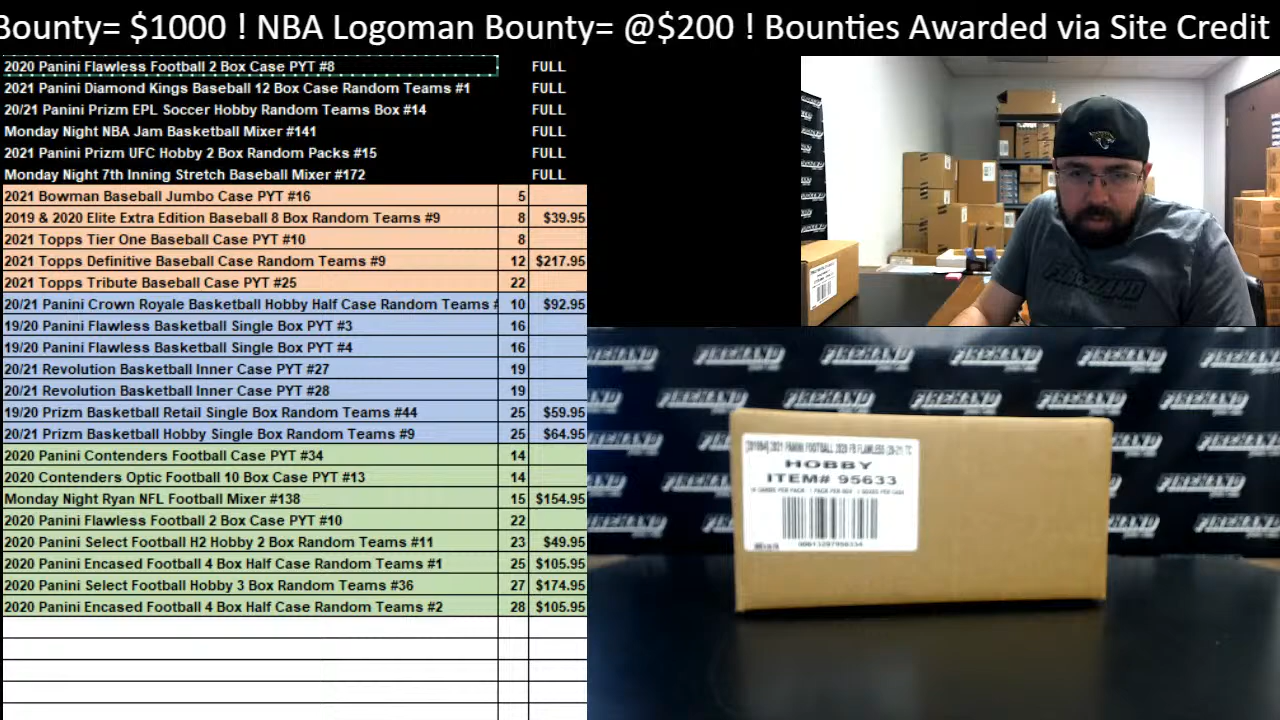 Bounty= $1000 ! NBA Logoman Bounty= @$200 ! Bounties Awarded via Site Credit
2020 Panini Flawless Football 2 Box Case PYT #8 FULL
2021 Panini Diamond Kings Baseball 12 Box Case Random Teams #1 FULL
20/21 Panini Prizm EPL Soccer Hobby Random Teams Box #14 FULL
Monday Night NBA Jam Basketball Mixer #141 FULL
2021 Panini Prizm UFC Hobby 2 Box Random Packs #15 FULL
Monday Night 7th Inning Stretch Baseball Mixer #172 FULL
2021 Bowman Baseball Jumbo Case PYT #16 5
2019 & 2020 Elite Extra Edition Baseball 8 Box Random Teams #9 8 $39.95
2021 Topps Tier One Baseball Case PYT #10 8
2021 Topps Definitive Baseball Case Random Teams #9 12 $217.95
2021 Topps Tribute Baseball Case PYT #25 22
20/21 Panini Crown Royale Basketball Hobby Half Case Random Teams # 10 $92.95
19/20 Panini Flawless Basketball Single Box PYT #3 16
19/20 Panini Flawless Basketball Single Box PYT #4 16
20/21 Revolution Basketball Inner Case PYT #27 19
20/21 Revolution Basketball Inner Case PYT #28 19
19/20 Prizm Basketball Retail Single Box Random Teams #44 25 $59.95
20/21 Prizm Basketball Hobby Single Box Random Teams #9 25 $64.95
2020 Panini Contenders Football Case PYT #34 14
2020 Contenders Optic Football 10 Box Case PYT #13 14
Monday Night Ryan NFL Football Mixer #138 15 $154.95
2020 Panini Flawless Football 2 Box Case PYT #10 22
2020 Panini Select Football H2 Hobby 2 Box Random Teams #11 23 $49.95
2020 Panini Encased Football 4 Box Half Case Random Teams #1 25 $105.95
2020 Panini Select Football Hobby 3 Box Random Teams #36 27 $174.95
2020 Panini Encased Football 4 Box Half Case Random Teams #2 28 $105.95
FIREHAND
FIREHAND
HOBBY
ITEM# 95633